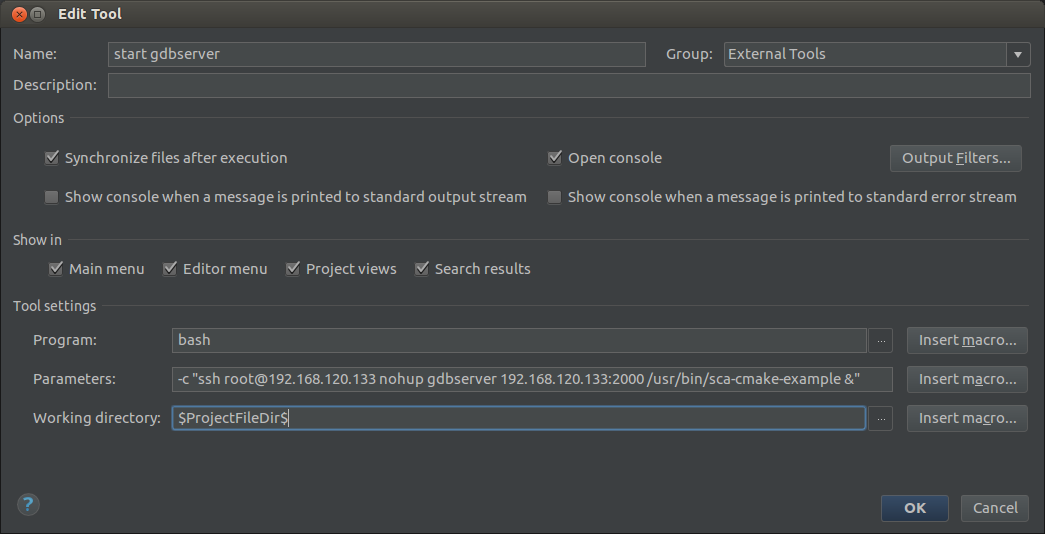 Edit Tool
Name: start gdbserver Group: External Tools
Description:
Options
Synchronize files after execution Open console Output Filters...
Show console when a message is printed to standard output stream Show console when a message is printed to standard error stream
Show in
Main menu Editor menu Project views Search results
Tool settings
Program: bash ... Insert macro...
Parameters: -c "ssh root@192.168.120.133 nohup gdbserver 192.168.120.133:2000 /usr/bin/sca-cmake-example &" Insert macro...
Working directory: $ProjectFileDir$ ... Insert macro...
? OK Cancel